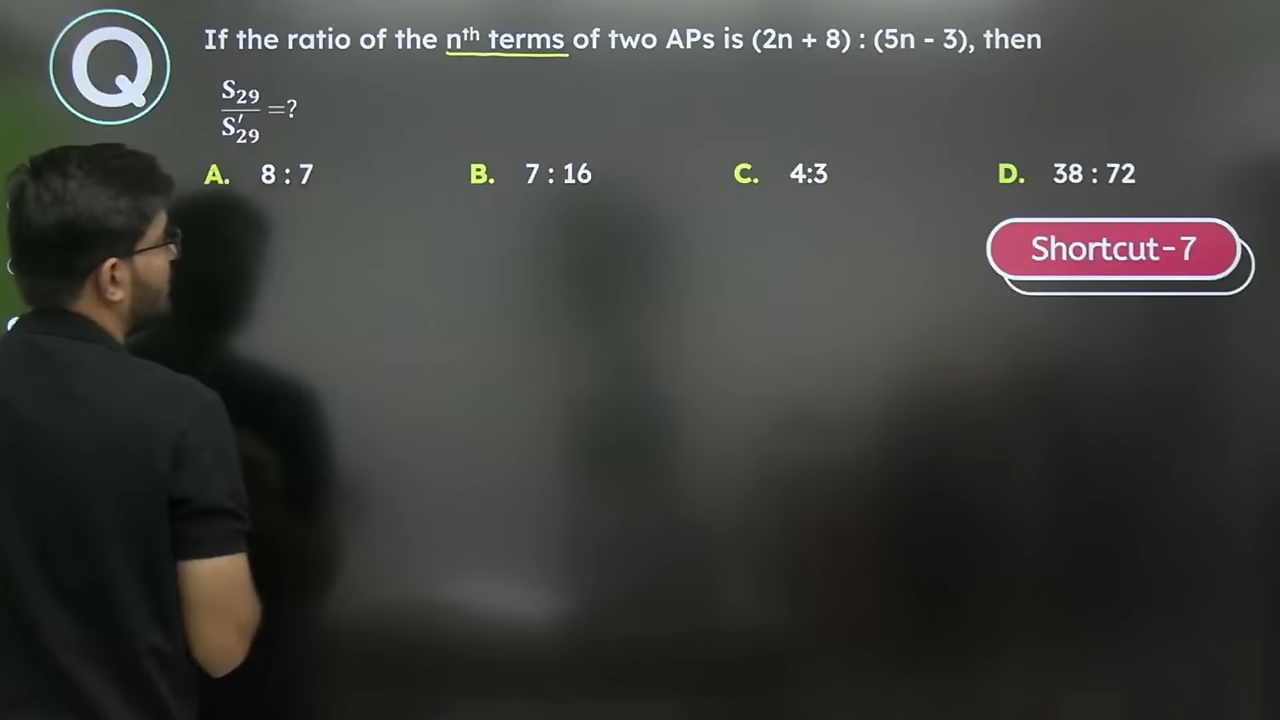 Q
If the ratio of the nᵗʰ terms of two APs is (2n + 8) : (5n - 3), then
S₂₉
/
S′₂₉ =?
A. 8 : 7 B. 7 : 16 C. 4:3 D. 38 : 72
Shortcut-7